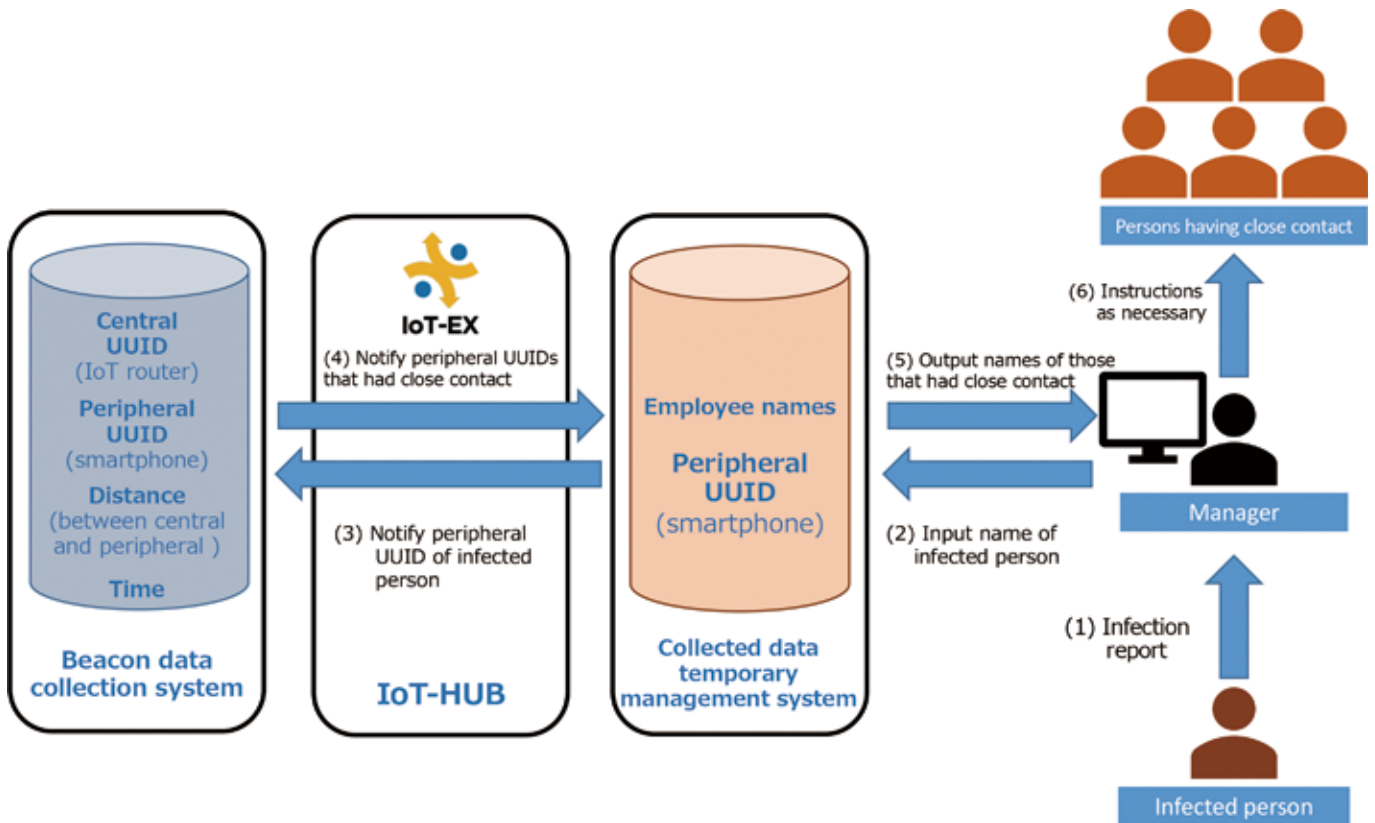 Central
UUID
(IoT router)
Peripheral
UUID
(smartphone)
Distance
(between central
and peripheral )
Time
Beacon data
collection system
IoT-EX
(4) Notify peripheral UUIDs
that had close contact
(3) Notify peripheral
UUID of infected
person
IoT-HUB
Employee names
Peripheral
UUID
(smartphone)
Collected data
temporary
management system
(5) Output names of those
that had close contact
(2) Input name of
infected person
Persons having close contact
(6) Instructions
as necessary
Manager
(1) Infection
report
Infected person